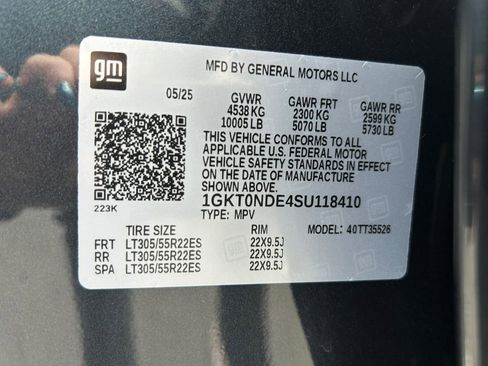 gm
MFD BY GENERAL MOTORS LLC
05/25 GVWR GAWR FRT GAWR RR
4538 KG 2300 KG 2599 KG
10005 LB 5070 LB 5730 LB
THIS VEHICLE CONFORMS TO ALL
APPLICABLE U.S. FEDERAL MOTOR
VEHICLE SAFETY STANDARDS IN EFFECT
ON THE DATE OF MANUFACTURE
SHOWN ABOVE.
1GKT0NDE4SU118410
223K
TYPE: MPV
MODEL: 40TT35526
TIRE SIZE RIM
FRT LT305/55R22ES 22X9.5J
RR LT305/55R22ES 22X9.5J
SPA LT305/55R22ES 22X9.5J